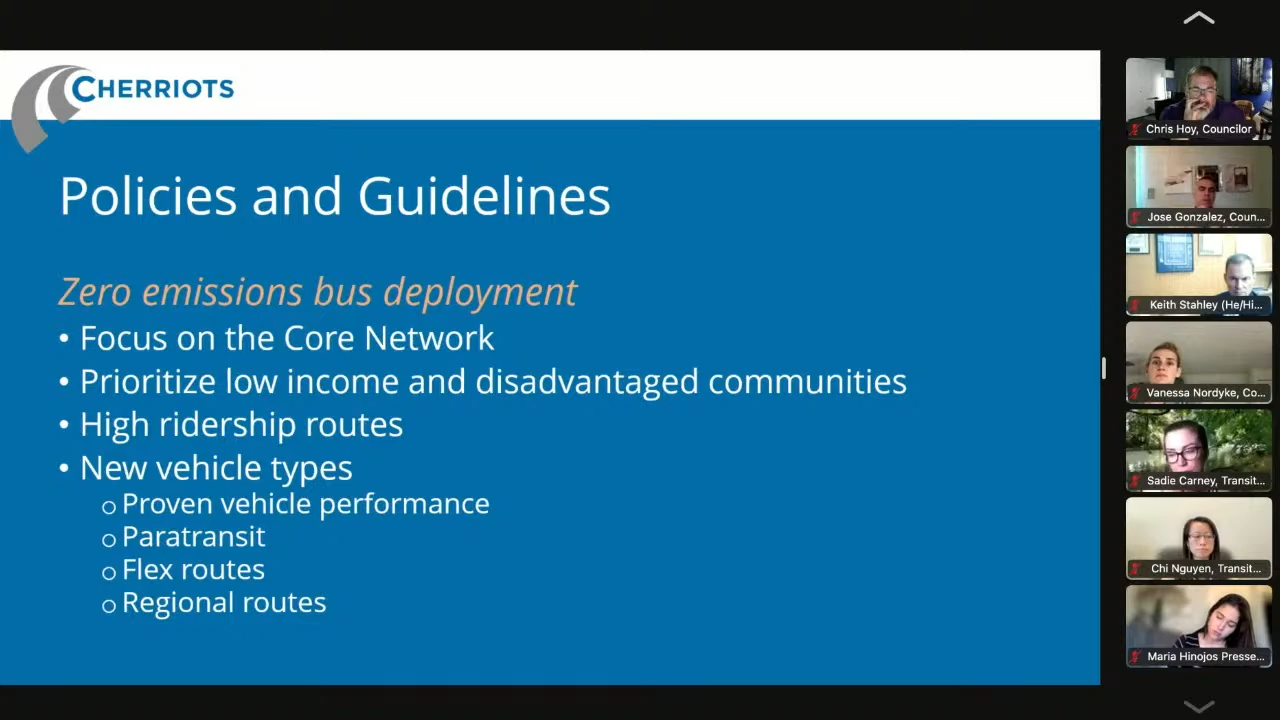 CHERRIOTS
Policies and Guidelines
Zero emissions bus deployment
• Focus on the Core Network
• Prioritize low income and disadvantaged communities
• High ridership routes
• New vehicle types
o Proven vehicle performance
o Paratransit
o Flex routes
o Regional routes
Chris Hoy, Councilor
Jose Gonzalez, Coun...
Keith Stahley (He/Hi...
Vanessa Nordyke, Co...
Sadie Carney, Transit...
Chi Nguyen, Transit...
Maria Hinojos Presse...